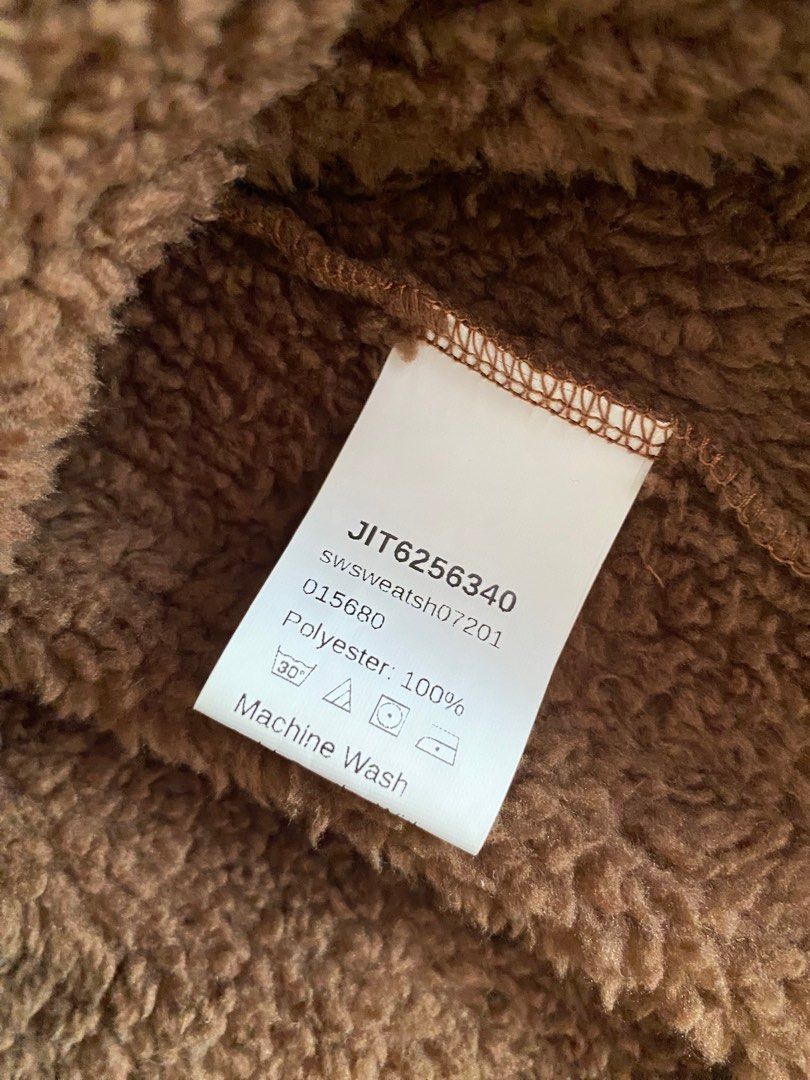 JIT6256340
swsweatsh07201
015680
Polyester: 100%
30°
Machine Wash